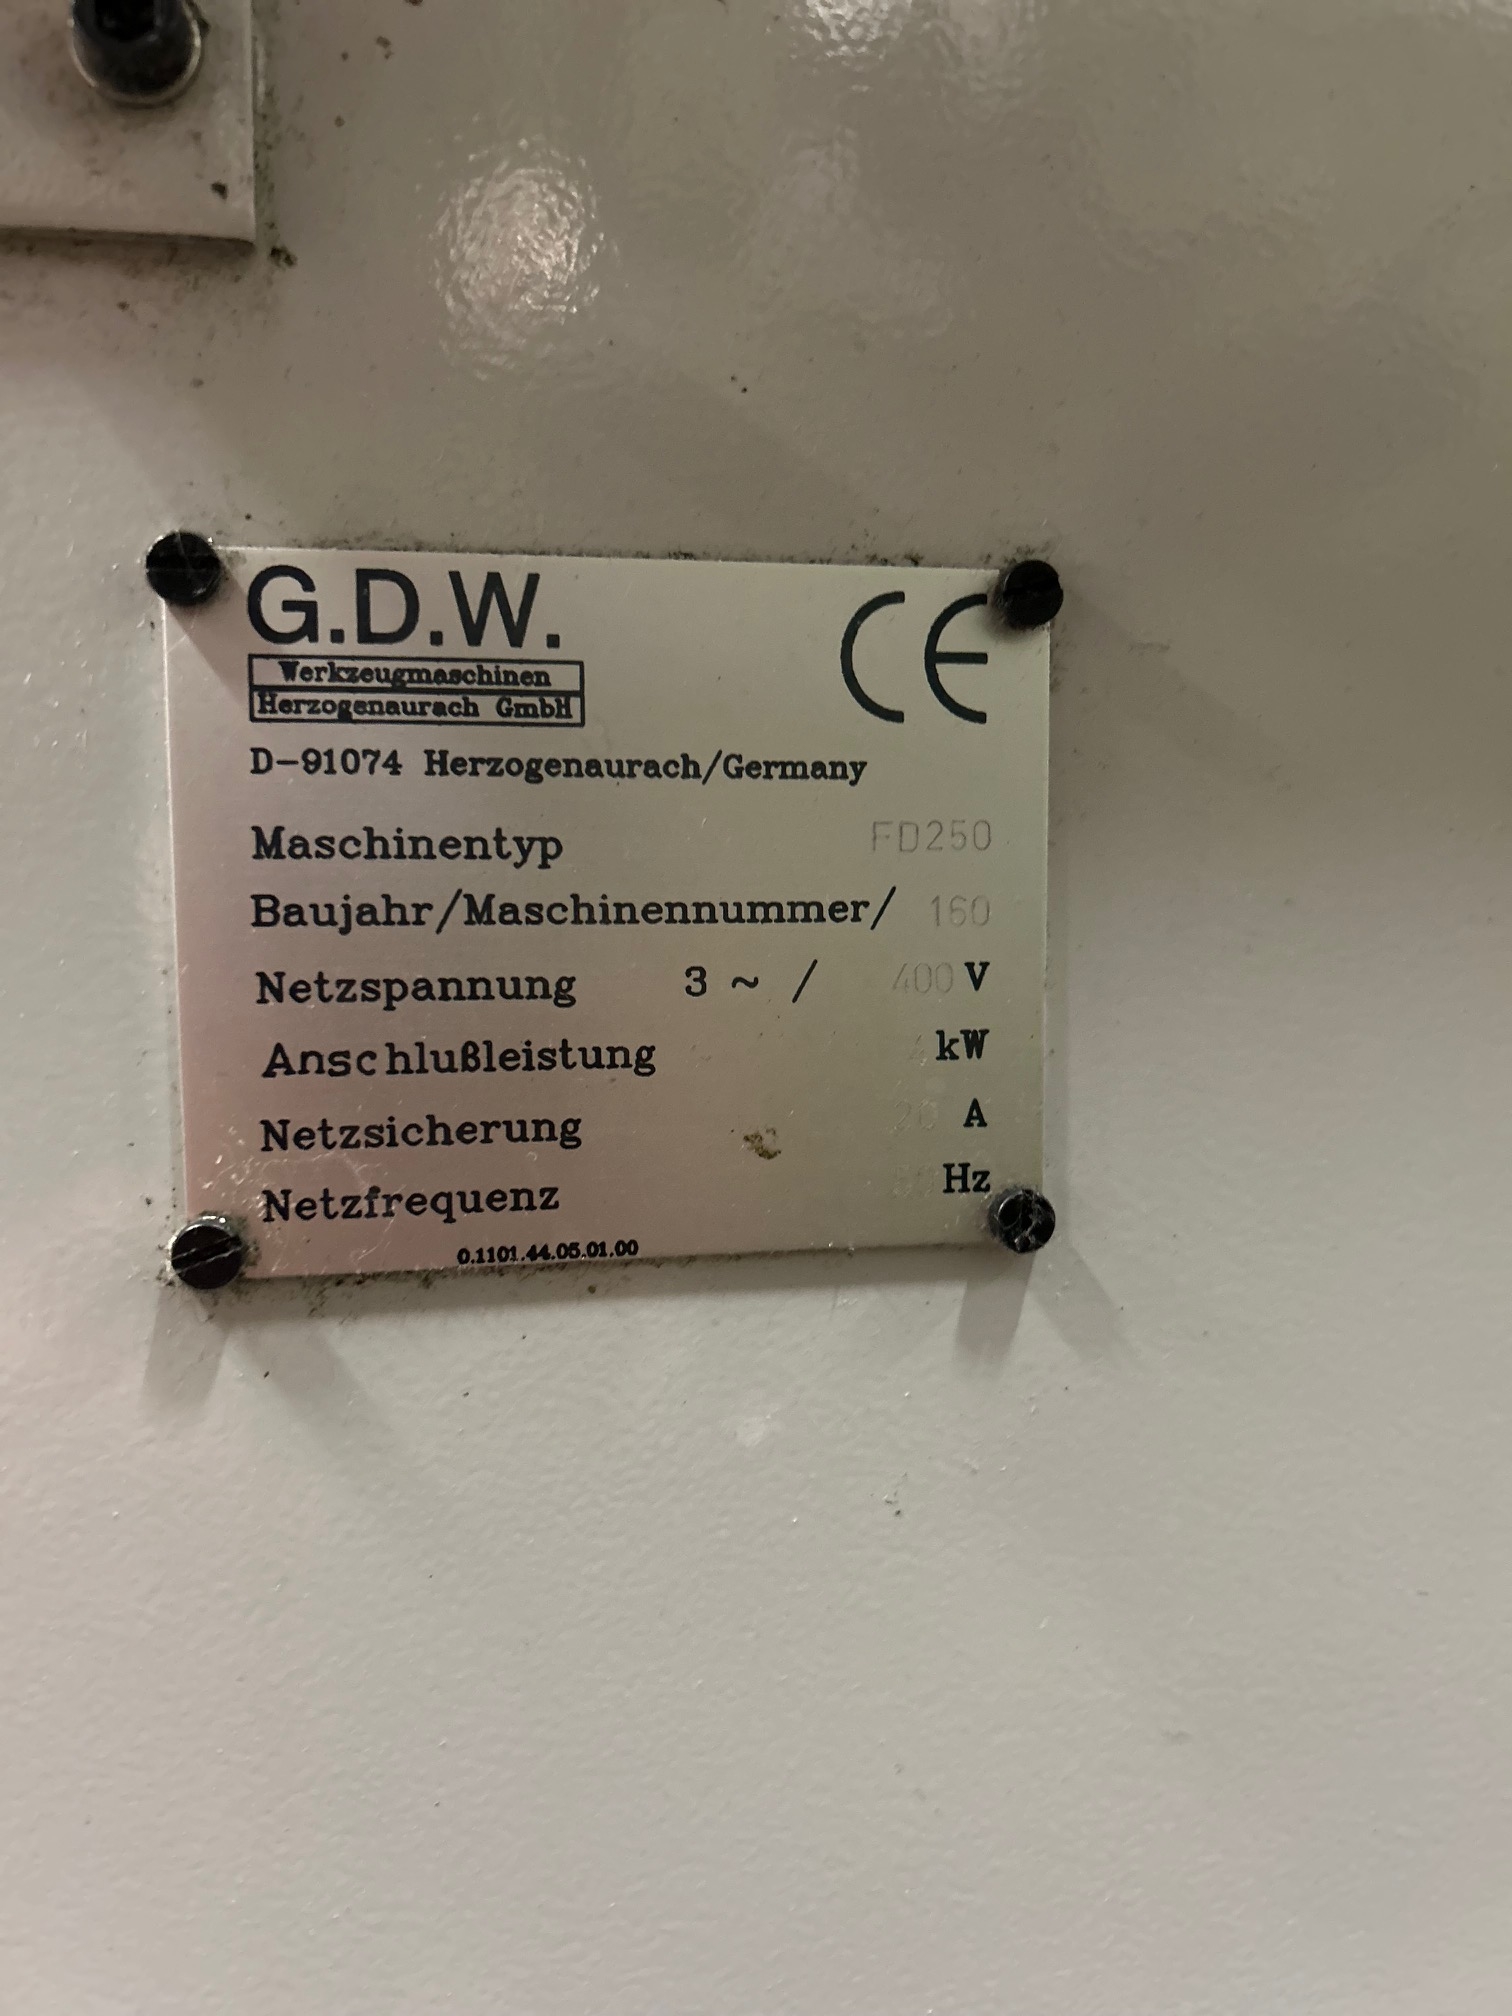 G.D.W.
CE
Werkzeugmaschinen
Herzogenaurach GmbH
D-91074 Herzogenaurach/Germany
Maschinentyp FD250
Baujahr/Maschinennummer/ 160
Netzspannung 3 ~ / 400 V
Anschlußleistung kW
Netzsicherung 20 A
Netzfrequenz Hz
0.1101.44.05.01.00